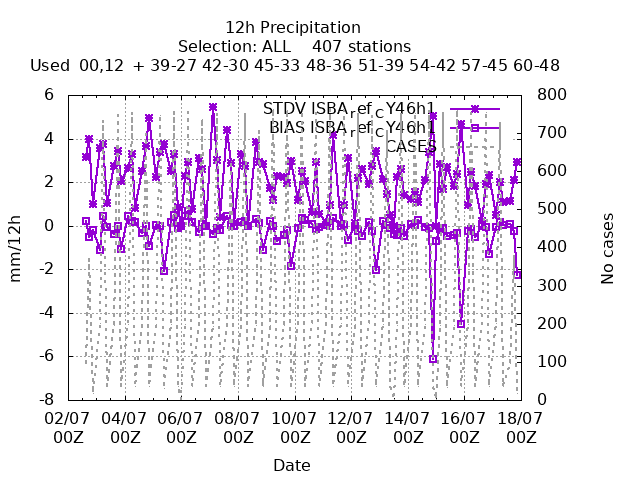 12h Precipitation
Selection: ALL 407 stations
Used 00,12 + 39-27 42-30 45-33 48-36 51-39 54-42 57-45 60-48
STDV ISBA_ref_CY46h1
BIAS ISBA_ref_CY46h1
CASES
mm/12h
6
4
2
0
-2
-4
-6
-8
No cases
800
700
600
500
400
300
200
100
0
02/07 04/07 06/07 08/07 10/07 12/07 14/07 16/07 18/07
00Z 00Z 00Z 00Z 00Z 00Z 00Z 00Z 00Z
Date